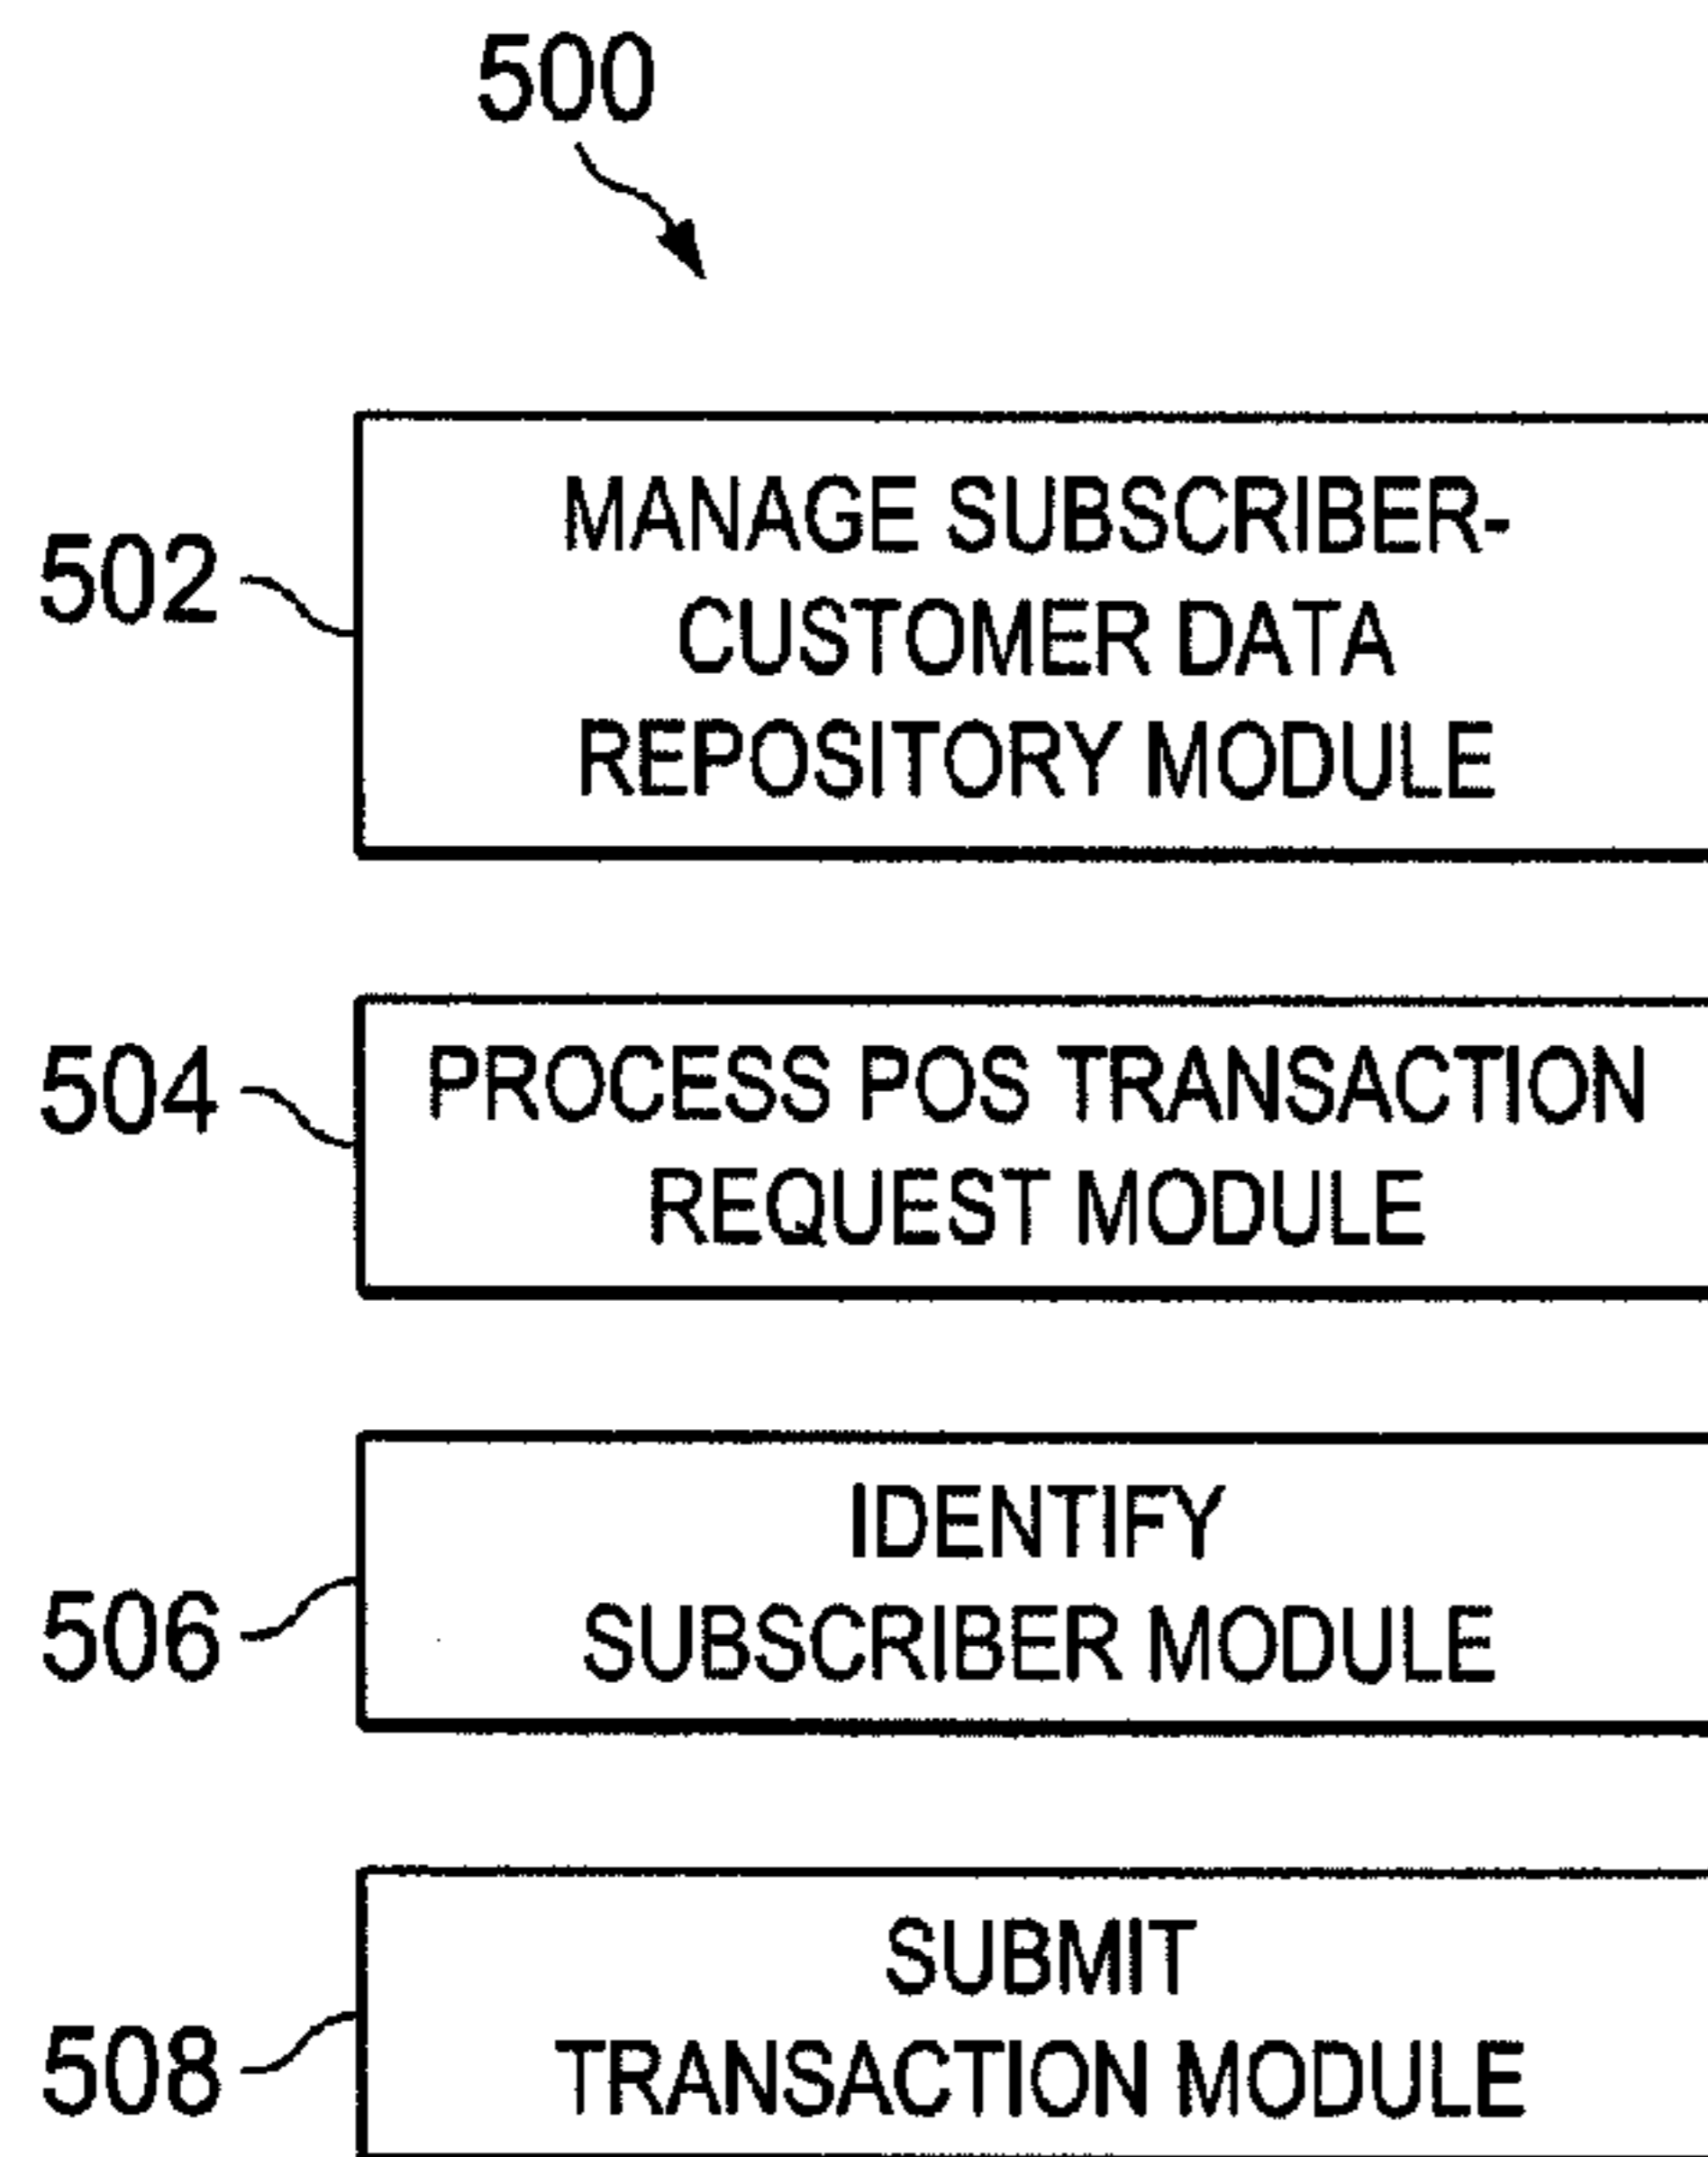 500
502
MANAGE SUBSCRIBER-
CUSTOMER DATA
REPOSITORY MODULE
504
PROCESS POS TRANSACTION
REQUEST MODULE
506
IDENTIFY
SUBSCRIBER MODULE
508
SUBMIT
TRANSACTION MODULE